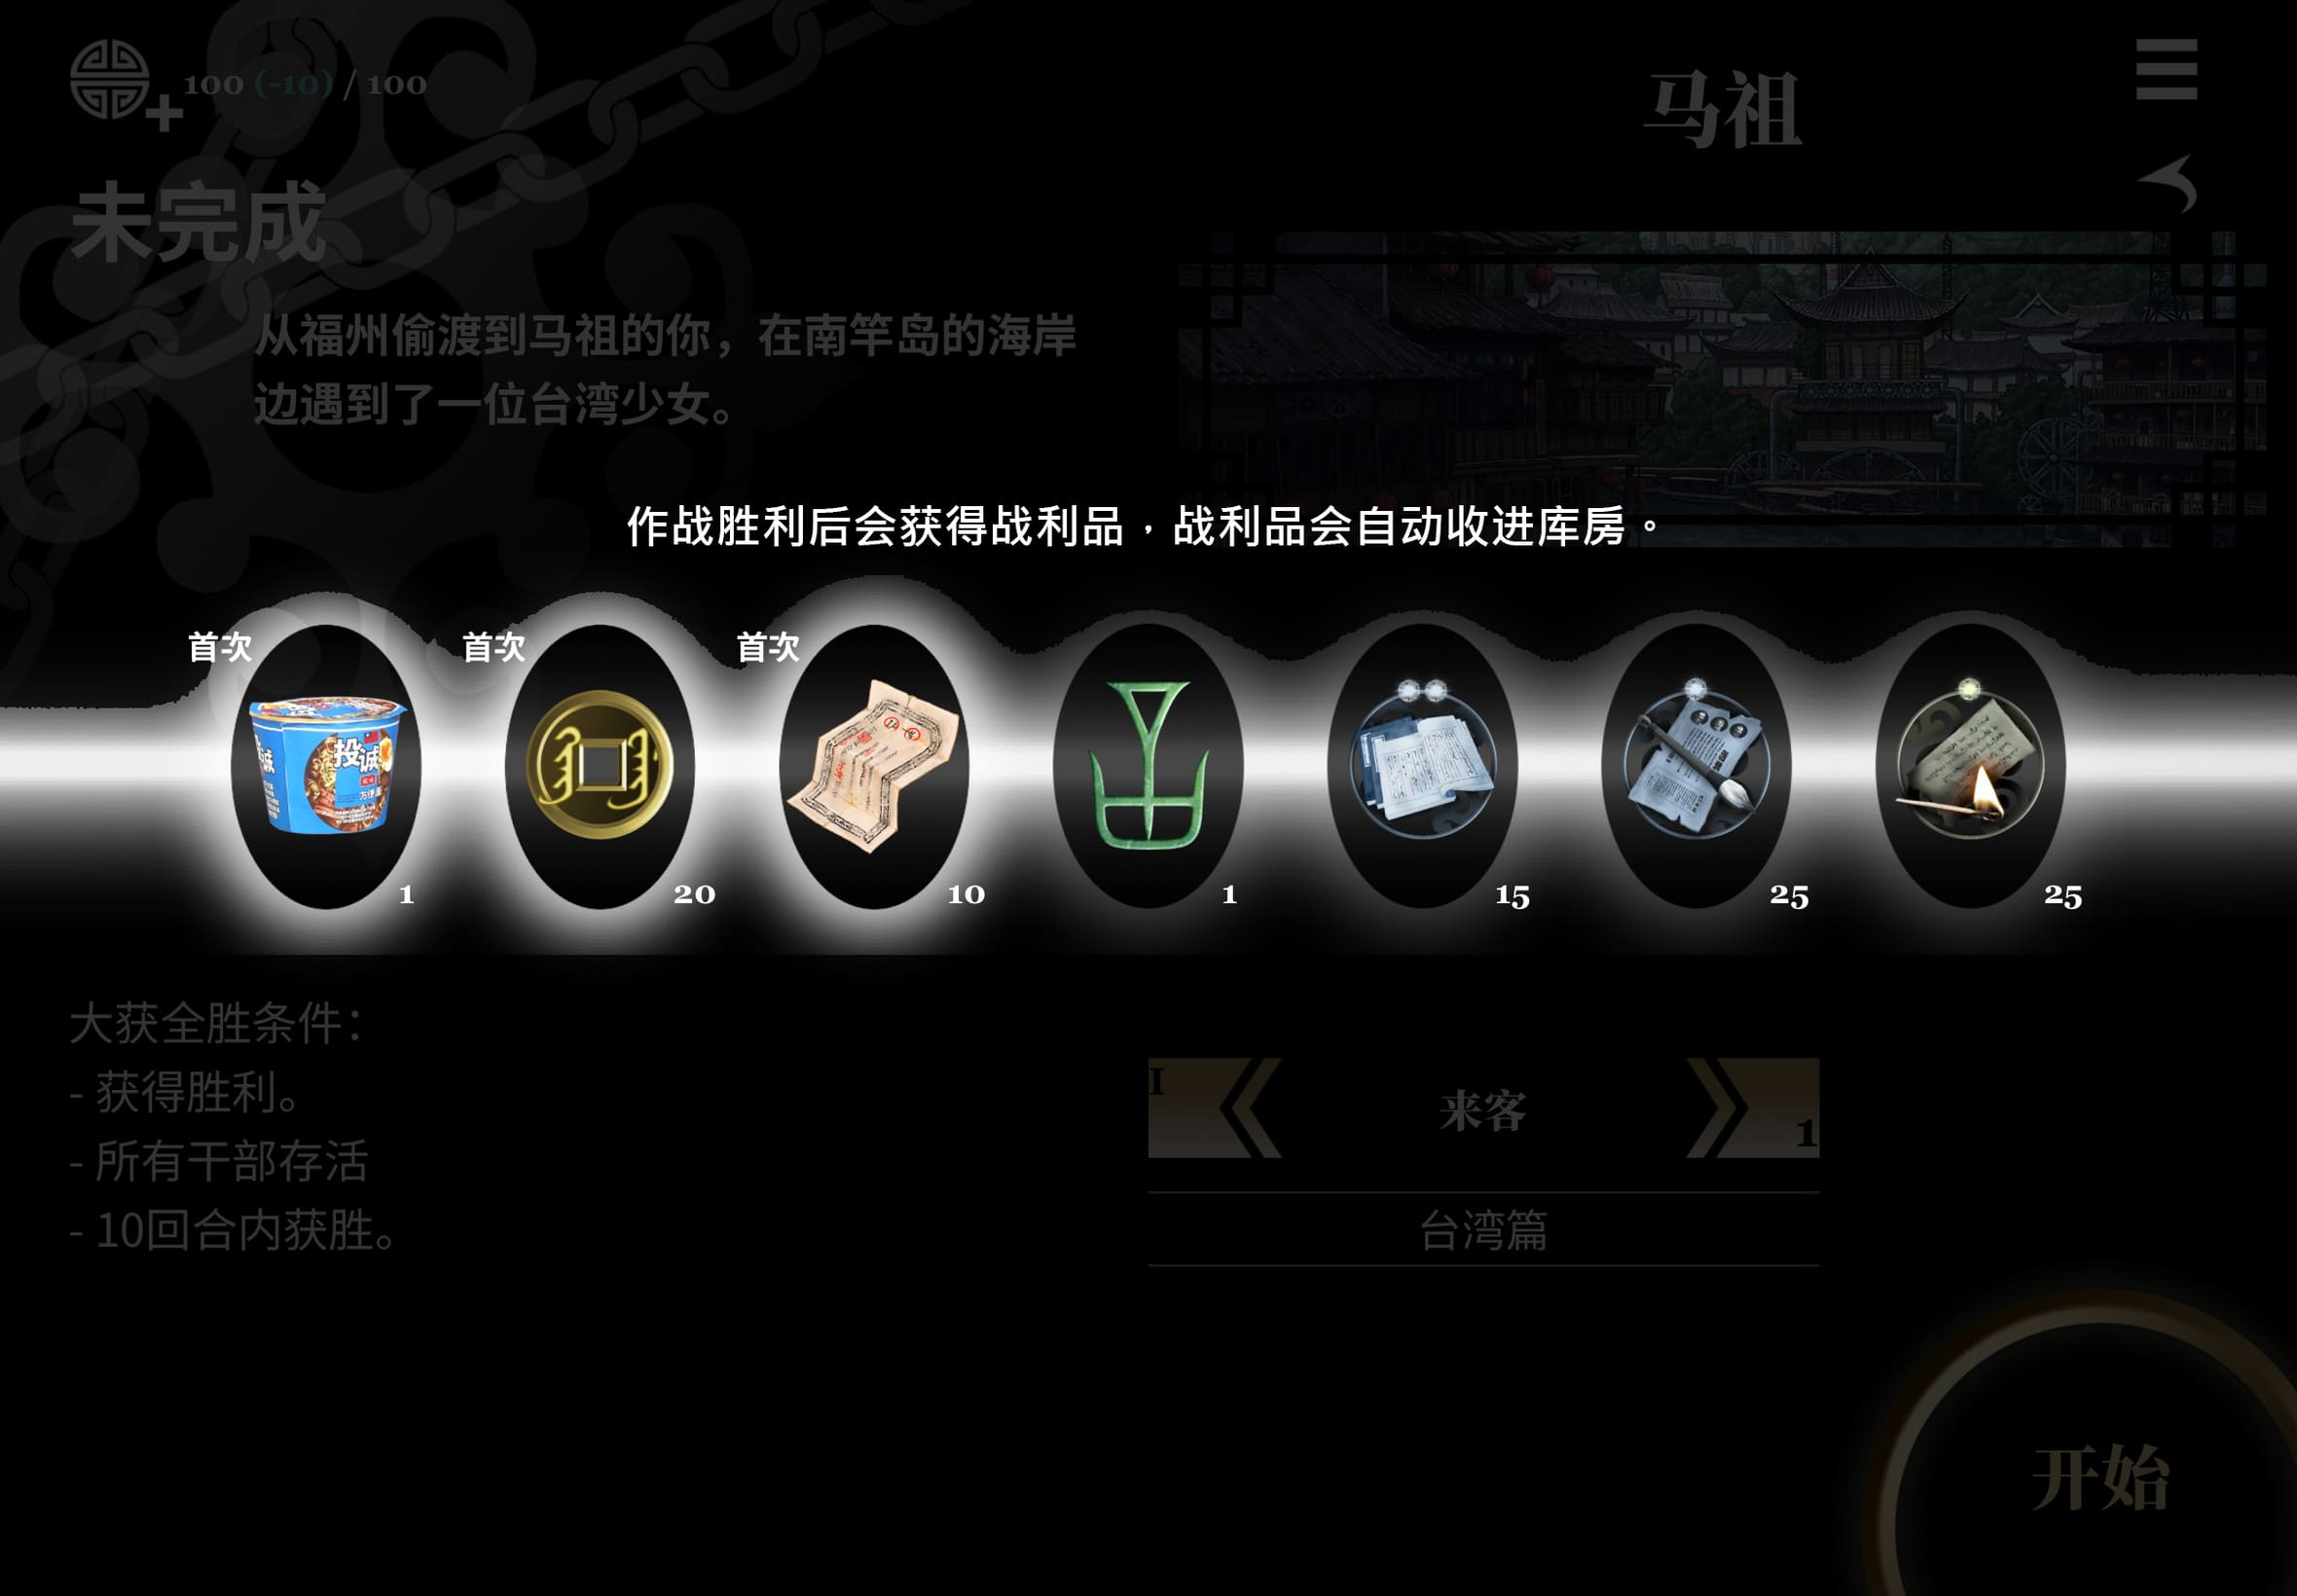 100 (-10) / 100
马祖
未完成
从福州偷渡到马祖的你，在南竿岛的海岸
边遇到了一位台湾少女。
作战胜利后会获得战利品，战利品会自动收进库房。
首次
首次
首次
投诚
方便面
1
20
10
1
15
25
25
大获全胜条件：
- 获得胜利。
- 所有干部存活
- 10回合内获胜。
I
来客
1
台湾篇
开始